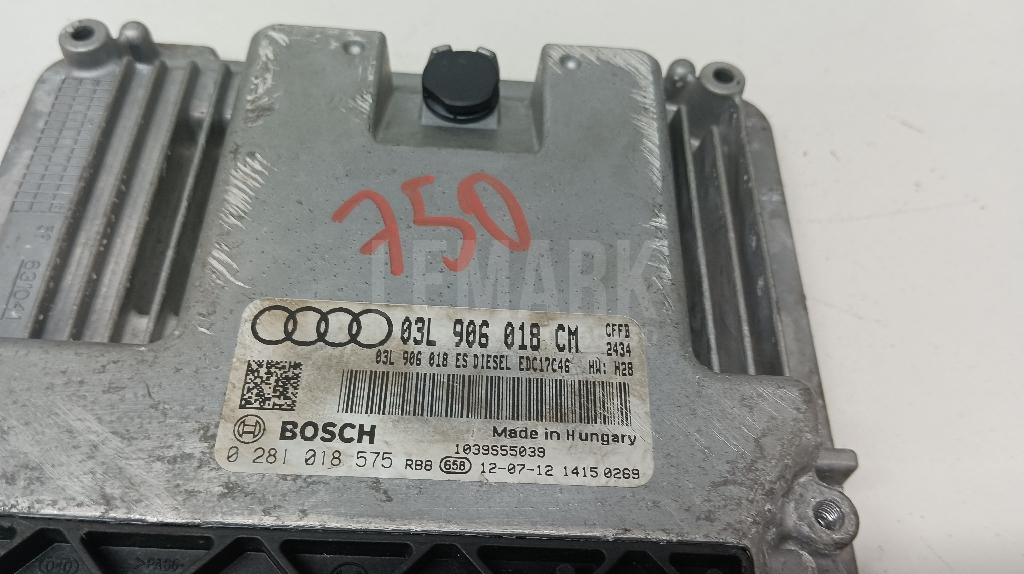 750
LEMARK
03L 906 018 CM CFFB
2434
03L 906 018 ES DIESEL EDC17C46 HW: H28
BOSCH
Made in Hungary
1039S55039
0 281 018 575 RB8 658 12-07-12 1415 0269
>PA66-